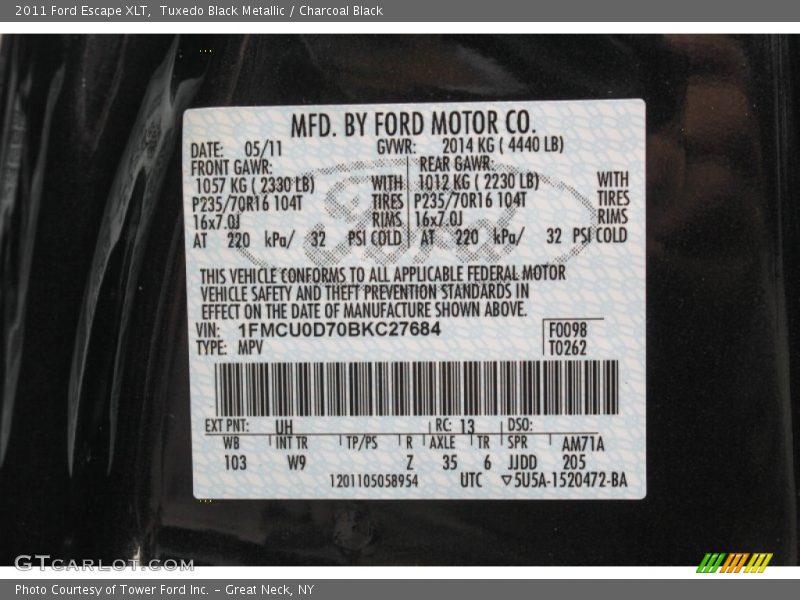 2011 Ford Escape XLT, Tuxedo Black Metallic / Charcoal Black
MFD. BY FORD MOTOR CO.
DATE: 05/11 GVWR: 2014 KG ( 4440 LB)
FRONT GAWR: REAR GAWR:
1057 KG ( 2330 LB) WITH 1012 KG ( 2230 LB) WITH
P235/70R16 104T TIRES P235/70R16 104T TIRES
16x7.0J RIMS 16x7.0J RIMS
AT 220 kPa/ 32 PSI COLD AT 220 kPa/ 32 PSI COLD
THIS VEHICLE CONFORMS TO ALL APPLICABLE FEDERAL MOTOR
VEHICLE SAFETY AND THEFT PREVENTION STANDARDS IN
EFFECT ON THE DATE OF MANUFACTURE SHOWN ABOVE.
VIN: 1FMCU0D70BKC27684 F0098
TYPE: MPV T0262
EXT PNT: UH RC: 13 DSO:
WB INT TR TP/PS R AXLE TR SPR AM71A
103 W9 Z 35 6 JJDD 205
1201105058954 UTC ▽5U5A-1520472-BA
Ford
GTCARLOT.COM
Photo Courtesy of Tower Ford Inc. - Great Neck, NY